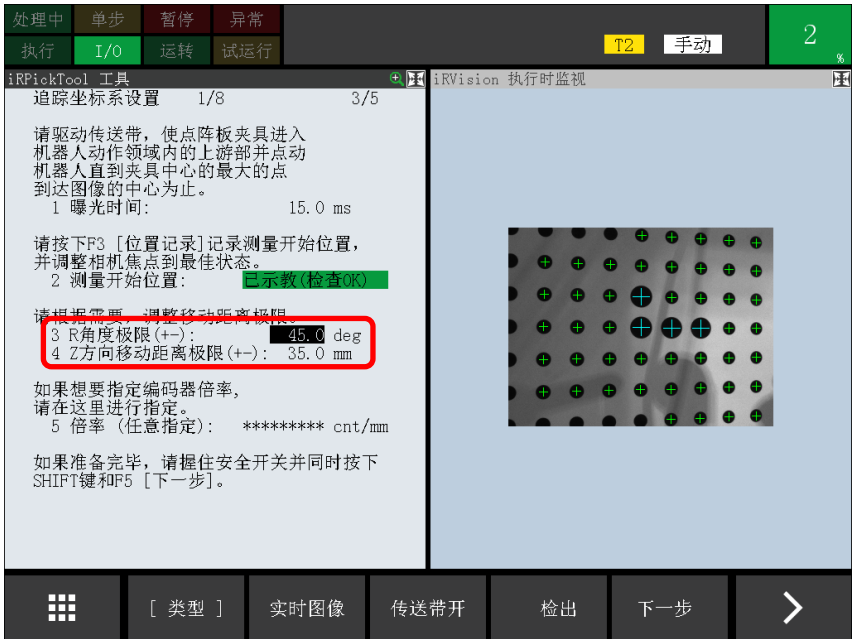 处理中 单步 暂停 异常
执行 I/O 运转 试运行
T2 手动
2 %
iRPickTool 工具
追踪坐标系设置 1/8 3/5
请驱动传送带，使点阵板夹具进入
机器人动作领域内的上游部并点动
机器人直到夹具中心的最大的点
到达图像的中心为止。
1 曝光时间: 15.0 ms
请按下F3 [位置记录]记录测量开始位置，
并调整相机焦点到最佳状态。
2 测量开始位置: 已示教(检查OK)
请根据需要，调整移动距离极限。
3 R角度极限(+-): 45.0 deg
4 Z方向移动距离极限(+-): 35.0 mm
如果想要指定编码器倍率，
请在这里进行指定。
5 倍率 (任意指定): ********* cnt/mm
如果准备完毕，请握住安全开关并同时按下
SHIFT键和F5 [下一步]。
iRVision 执行时监视
[ 类型 ] 实时图像 传送带开 检出 下一步